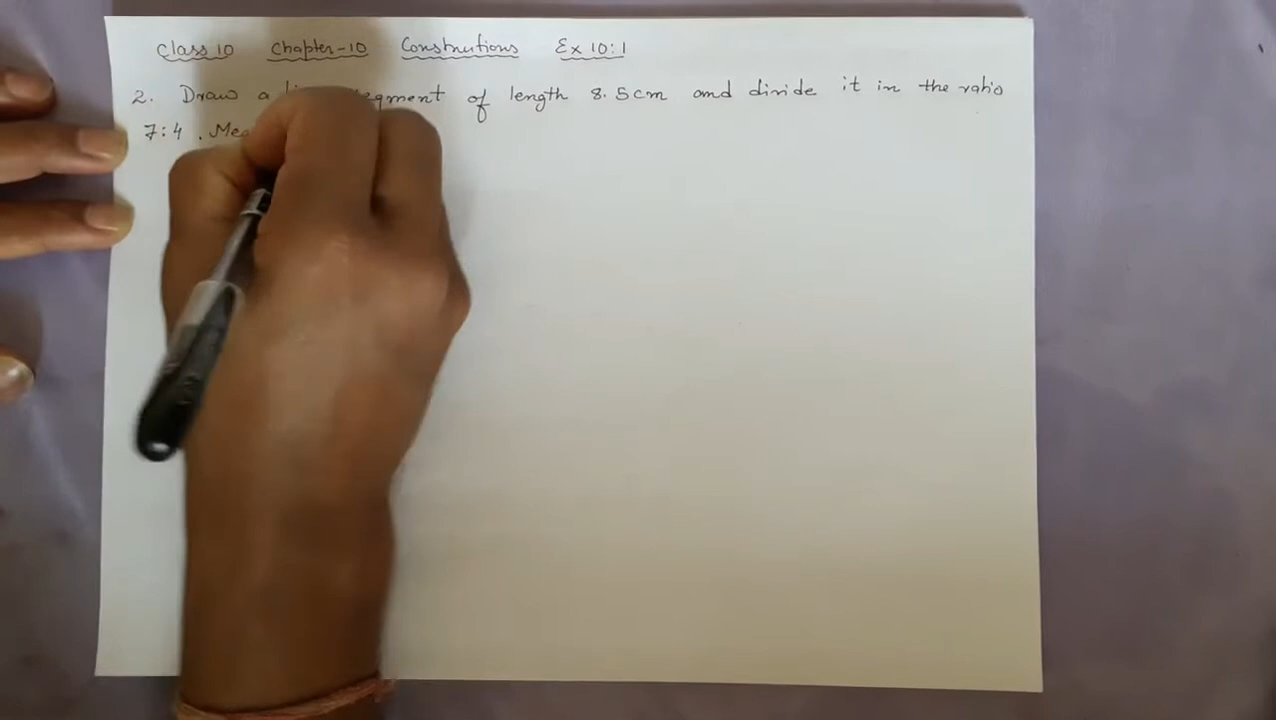 Class 10 Chapter-10 Constructions Ex 10:1
2. Draw a segment of length 8.5cm and divide it in the ratio
7:4. Mea